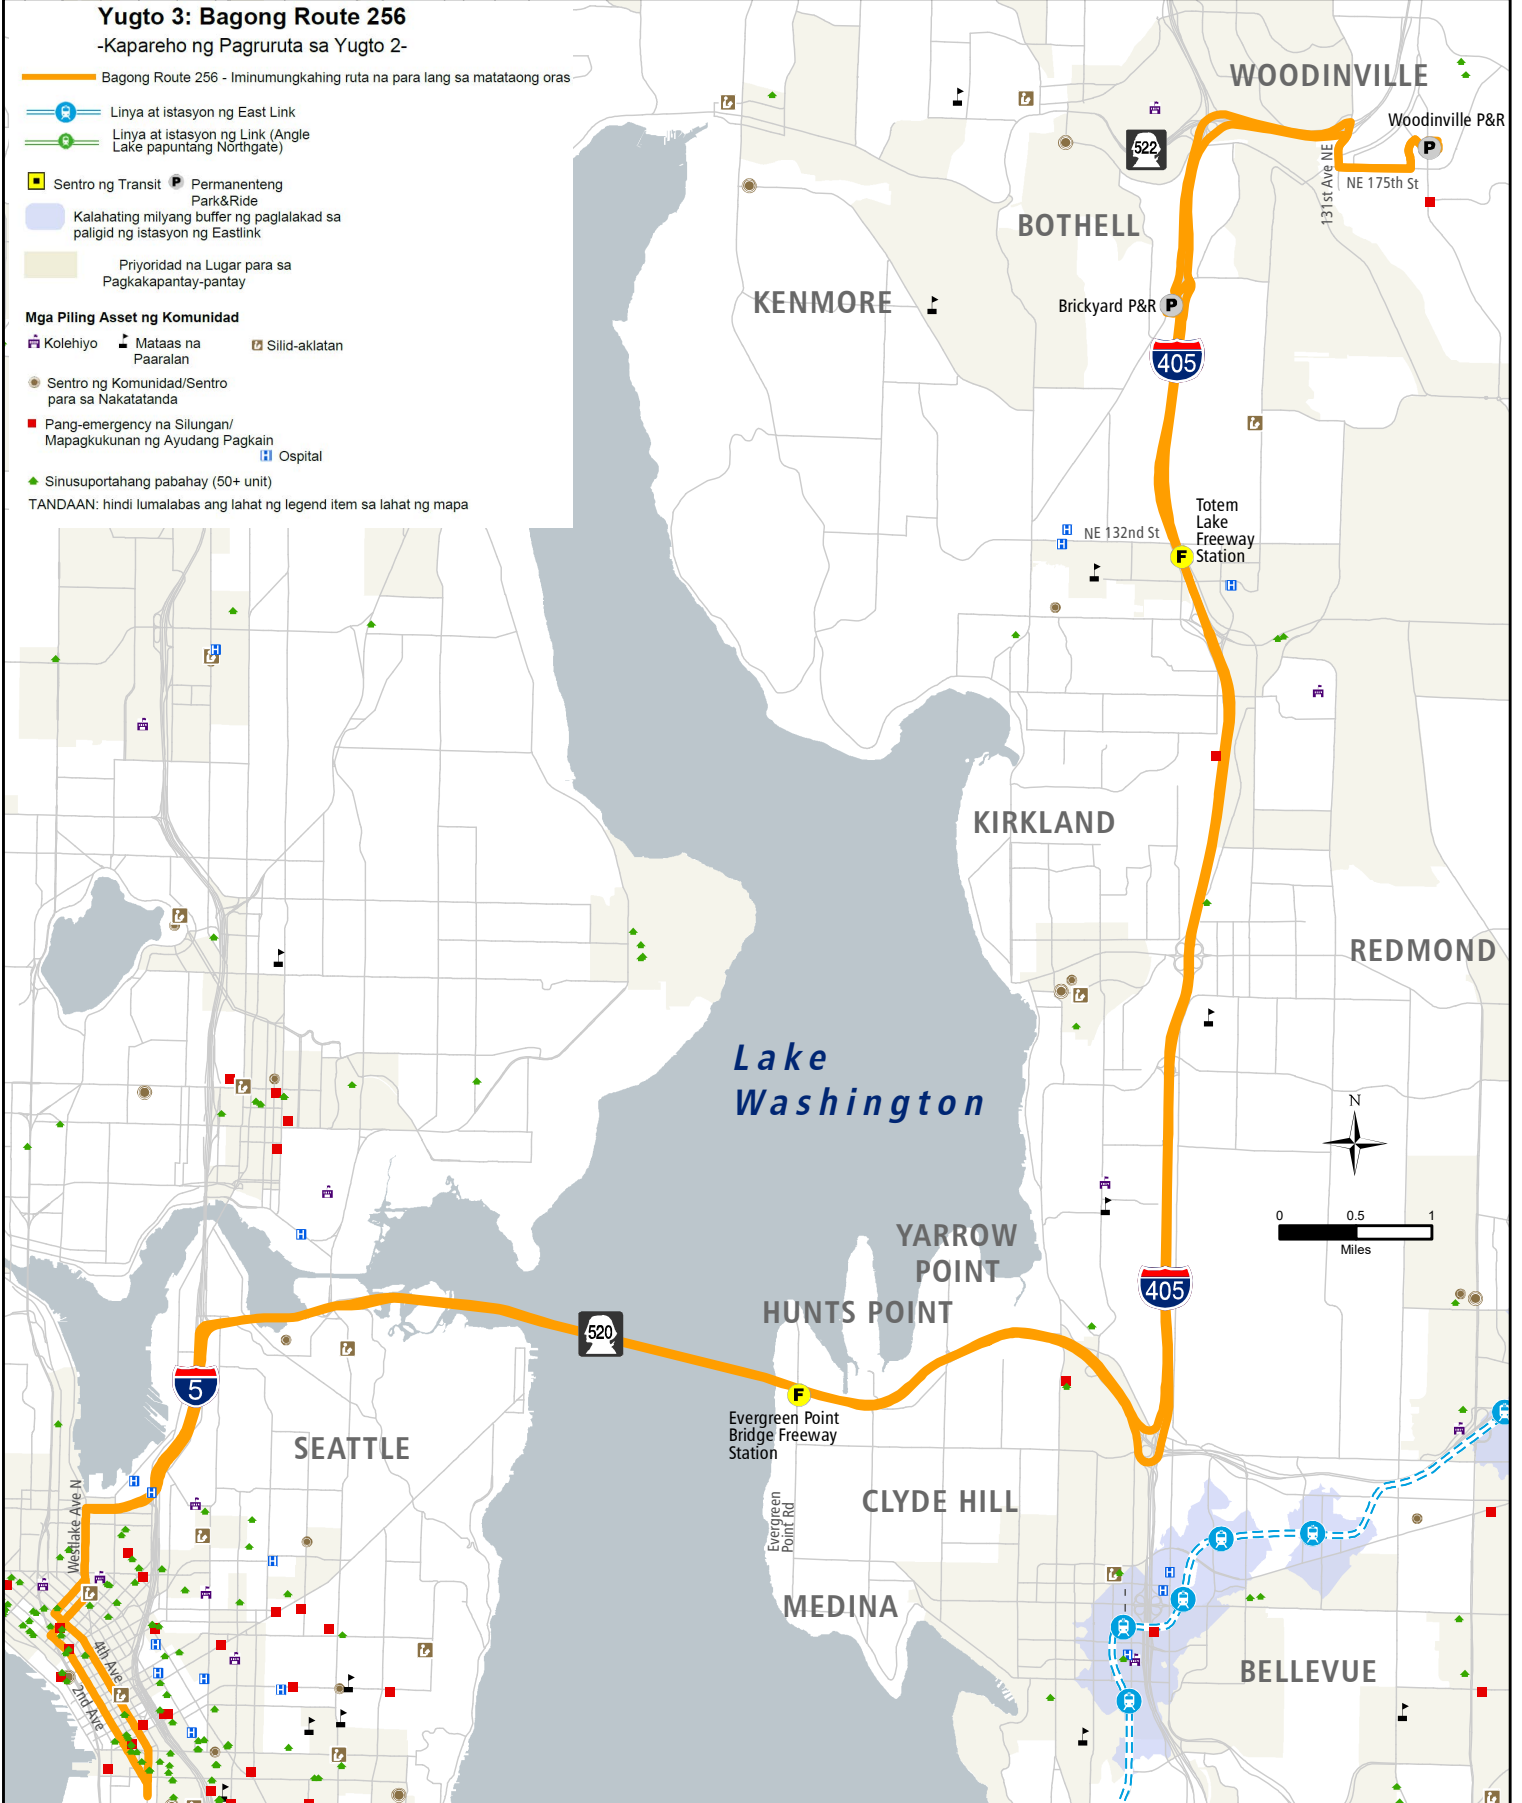 Yugto 3: Bagong Route 256
-Kapareho ng Pagruruta sa Yugto 2-
Bagong Route 256 - Iminumungkahing ruta na para lang sa matataong oras
Linya at istasyon ng East Link
Linya at istasyon ng Link (Angle
Lake papuntang Northgate)
Sentro ng Transit
P Permanenteng
Park&Ride
Kalahating milyang buffer ng paglalakad sa
paligid ng istasyon ng Eastlink
Priyoridad na Lugar para sa
Pagkakapantay-pantay
Mga Piling Asset ng Komunidad
Kolehiyo
Mataas na
Paaralan
Silid-aklatan
Sentro ng Komunidad/Sentro
para sa Nakatatanda
Pang-emergency na Silungan/
Mapagkukunan ng Ayudang Pagkain
H Ospital
Sinusuportahang pabahay (50+ unit)
TANDAAN: hindi lumalabas ang lahat ng legend item sa lahat ng mapa
WOODINVILLE
Woodinville P&R
P
522
131st Ave NE
NE 175th St
BOTHELL
KENMORE
Brickyard P&R
P
405
Totem
Lake
Freeway
Station
F
NE 132nd St
KIRKLAND
REDMOND
Lake
Washington
N
0 0.5 1
Miles
YARROW
POINT
HUNTS POINT
405
520
5
F
Evergreen Point
Bridge Freeway
Station
SEATTLE
Westlake Ave N
Evergreen
Point Rd
CLYDE HILL
MEDINA
4th Ave
2nd Ave
BELLEVUE